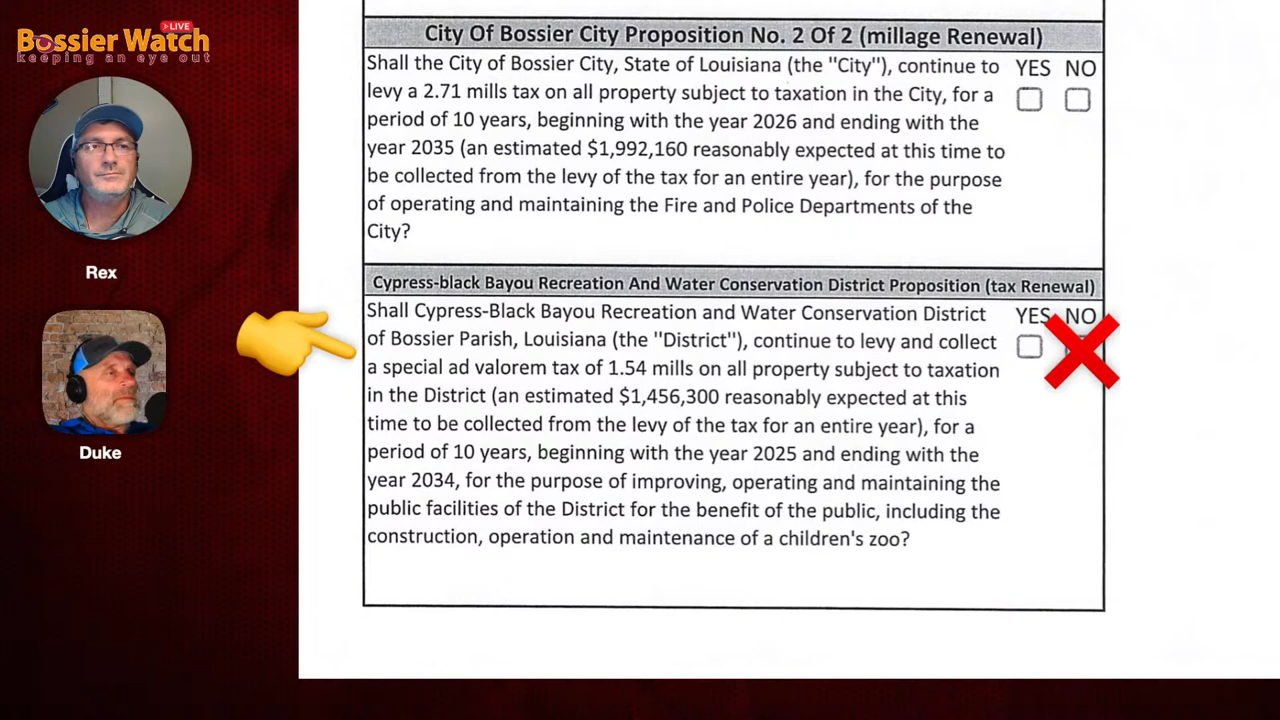 LIVE
Bossier Watch
keeping an eye out
Rex
Duke
City Of Bossier City Proposition No. 2 Of 2 (millage Renewal)
Shall the City of Bossier City, State of Louisiana (the "City"), continue to
levy a 2.71 mills tax on all property subject to taxation in the City, for a
period of 10 years, beginning with the year 2026 and ending with the
year 2035 (an estimated $1,992,160 reasonably expected at this time to
be collected from the levy of the tax for an entire year), for the purpose
of operating and maintaining the Fire and Police Departments of the
City?
YES NO
Cypress-black Bayou Recreation And Water Conservation District Proposition (tax Renewal)
Shall Cypress-Black Bayou Recreation and Water Conservation District
of Bossier Parish, Louisiana (the "District"), continue to levy and collect
a special ad valorem tax of 1.54 mills on all property subject to taxation
in the District (an estimated $1,456,300 reasonably expected at this
time to be collected from the levy of the tax for an entire year), for a
period of 10 years, beginning with the year 2025 and ending with the
year 2034, for the purpose of improving, operating and maintaining the
public facilities of the District for the benefit of the public, including the
construction, operation and maintenance of a children's zoo?
YES NO